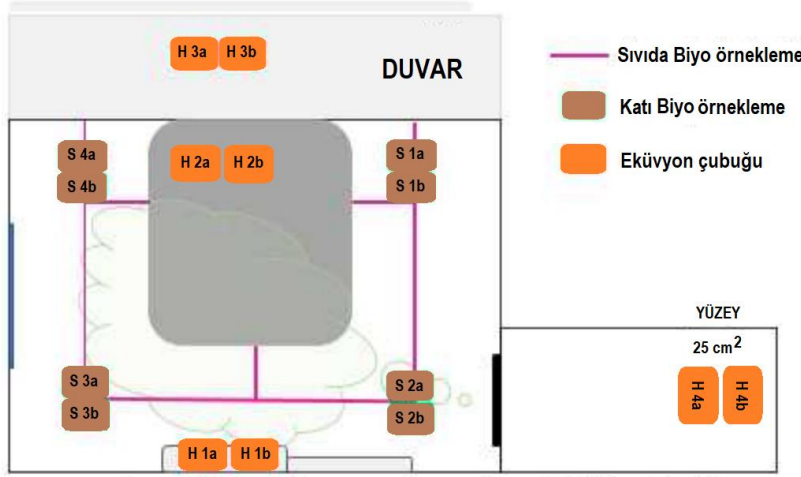 H 3a H 3b
DUVAR
Sıvıda Biyo örnekleme
Katı Biyo örnekleme
Eküvyon çubuğu
S 4a
S 4b
H 2a H 2b
S 1a
S 1b
YÜZEY
25 cm2
H 4a H 4b
S 3a
S 3b
S 2a
S 2b
H 1a H 1b